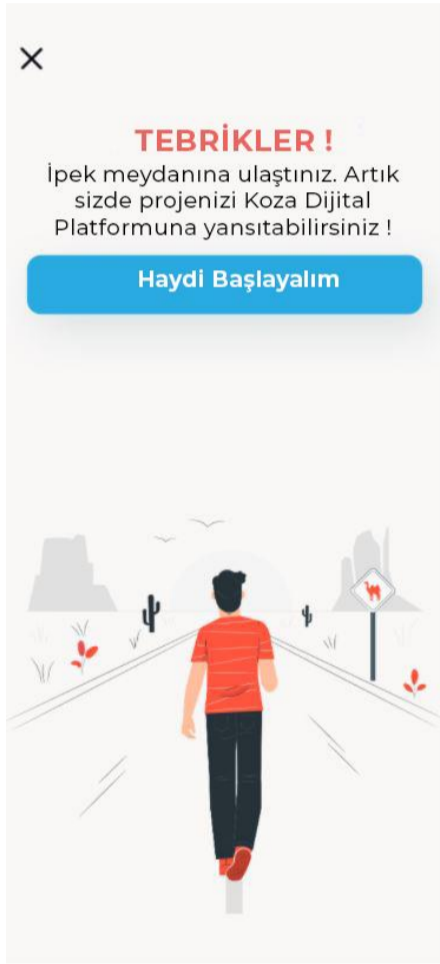 TEBRİKLER !
İpek meydanına ulaştınız. Artık
sizde projenizi Koza Dijital
Platformuna yansıtabilirsiniz !
Haydi Başlayalım